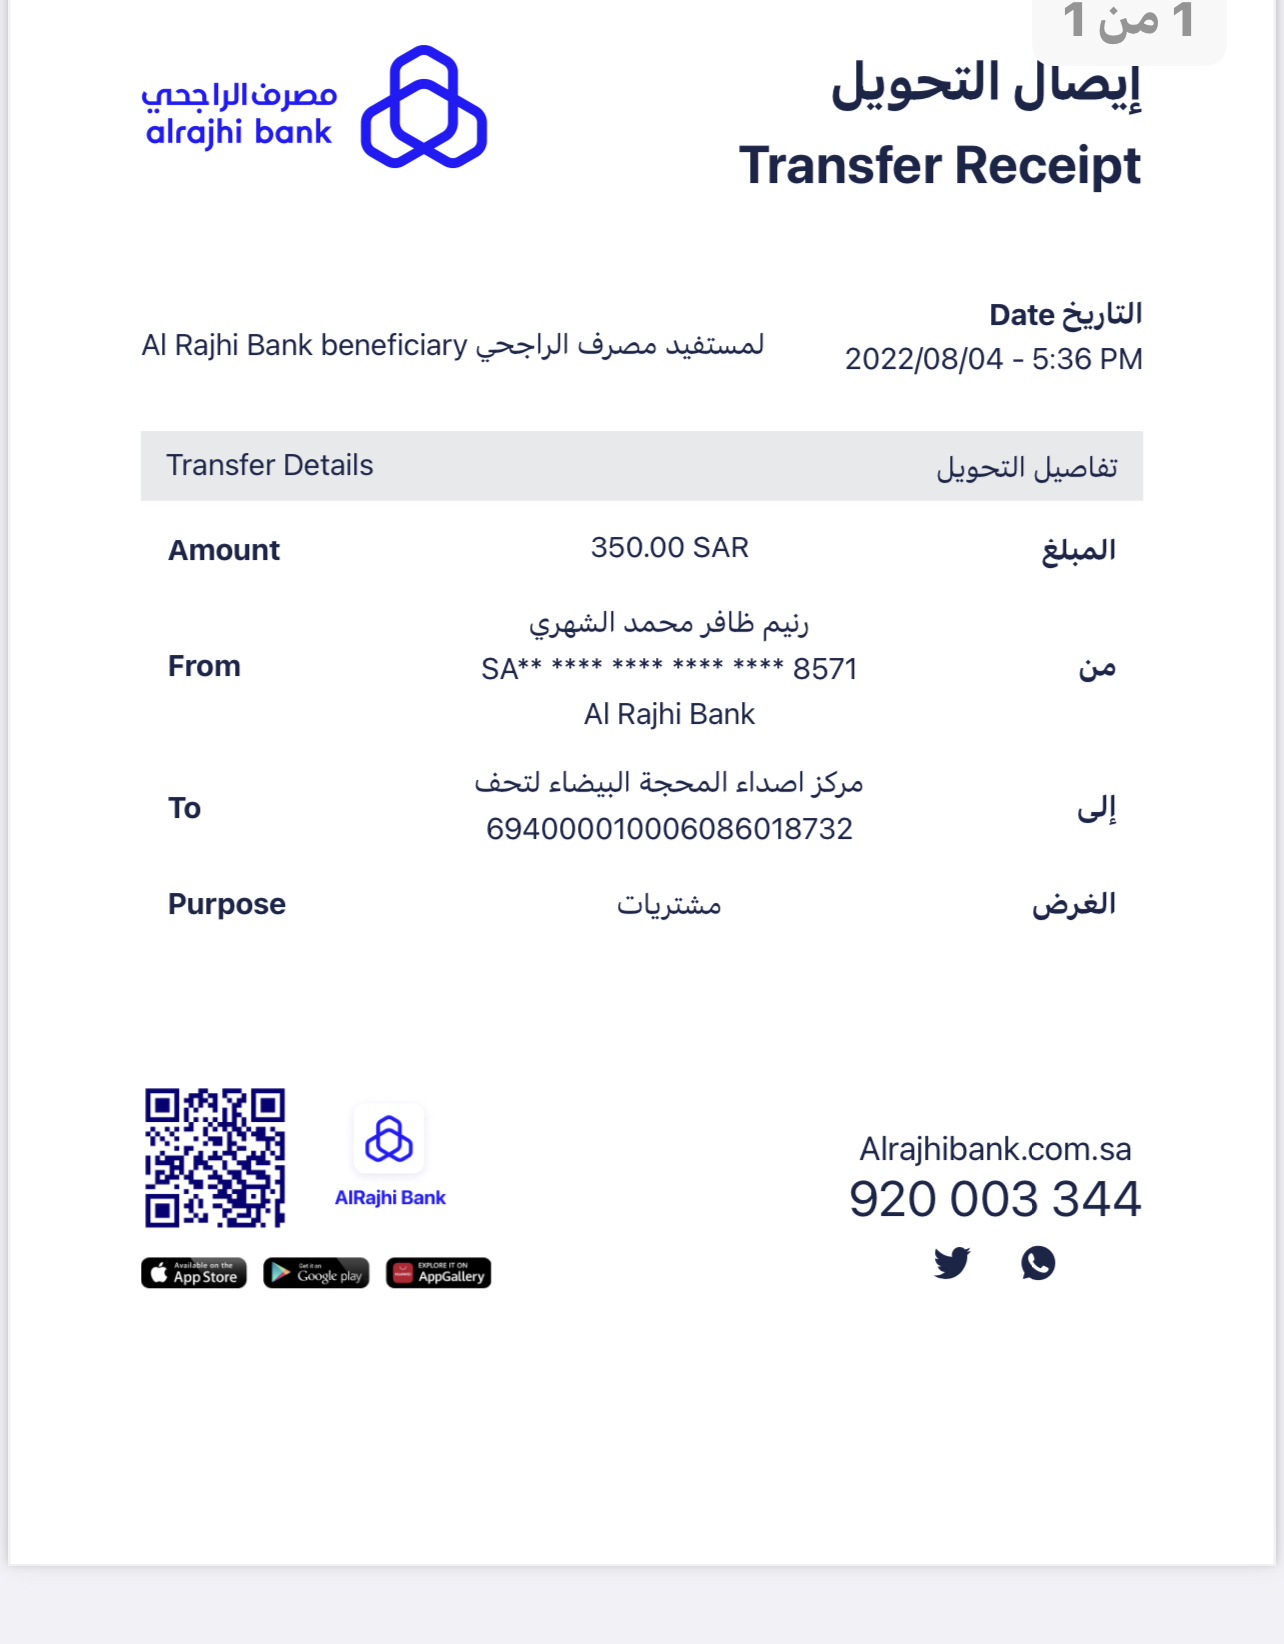 1 من 1
إيصال التحويل
Transfer Receipt
مصرف الراجحي
alrajhi bank
التاريخ Date
2022/08/04 - 5:36 PM
لمستفيد مصرف الراجحي Al Rajhi Bank beneficiary
Transfer Details تفاصيل التحويل
Amount 350.00 SAR المبلغ
رنيم ظافر محمد الشهري
From SA** **** **** **** **** 8571 من
Al Rajhi Bank
مركز اصداء المحجة البيضاء لتحف
To إلى
694000010006086018732
Purpose مشتريات الغرض
AlRajhi Bank
Available on the
App Store
Get it on
Google play
EXPLORE IT ON
AppGallery
Alrajhibank.com.sa
920 003 344